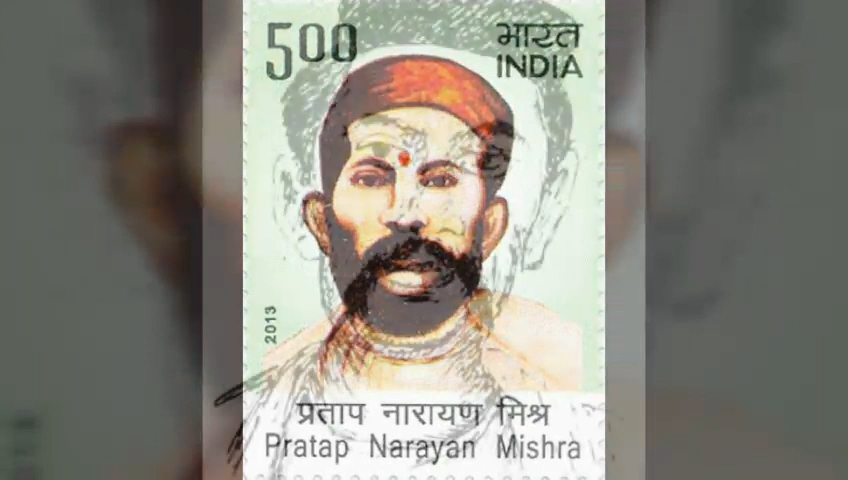 500
भारत
INDIA
2013
प्रताप नारायण मिश्र
Pratap Narayan Mishra